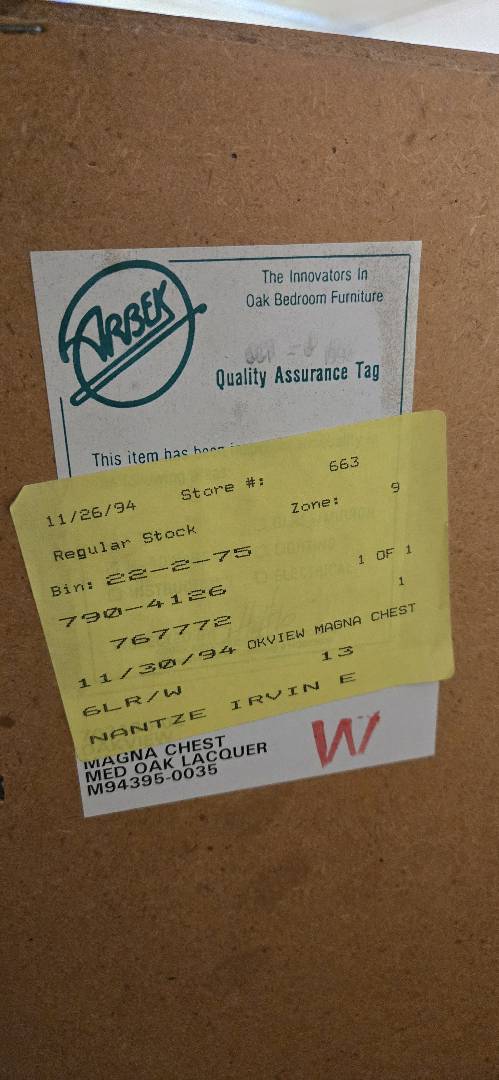 ARBEK
The Innovators In
Oak Bedroom Furniture
Quality Assurance Tag
This item has been
11/26/94 Store #: 663
Regular Stock Zone: 9
Bin: 22-2-75
790-4126 1 OF 1
767772 1
11/30/94 OKVIEW MAGNA CHEST
6LR/W 13
NANTZE IRVIN E
OAKVIEW
MAGNA CHEST
MED OAK LACQUER
M94395-0035
W